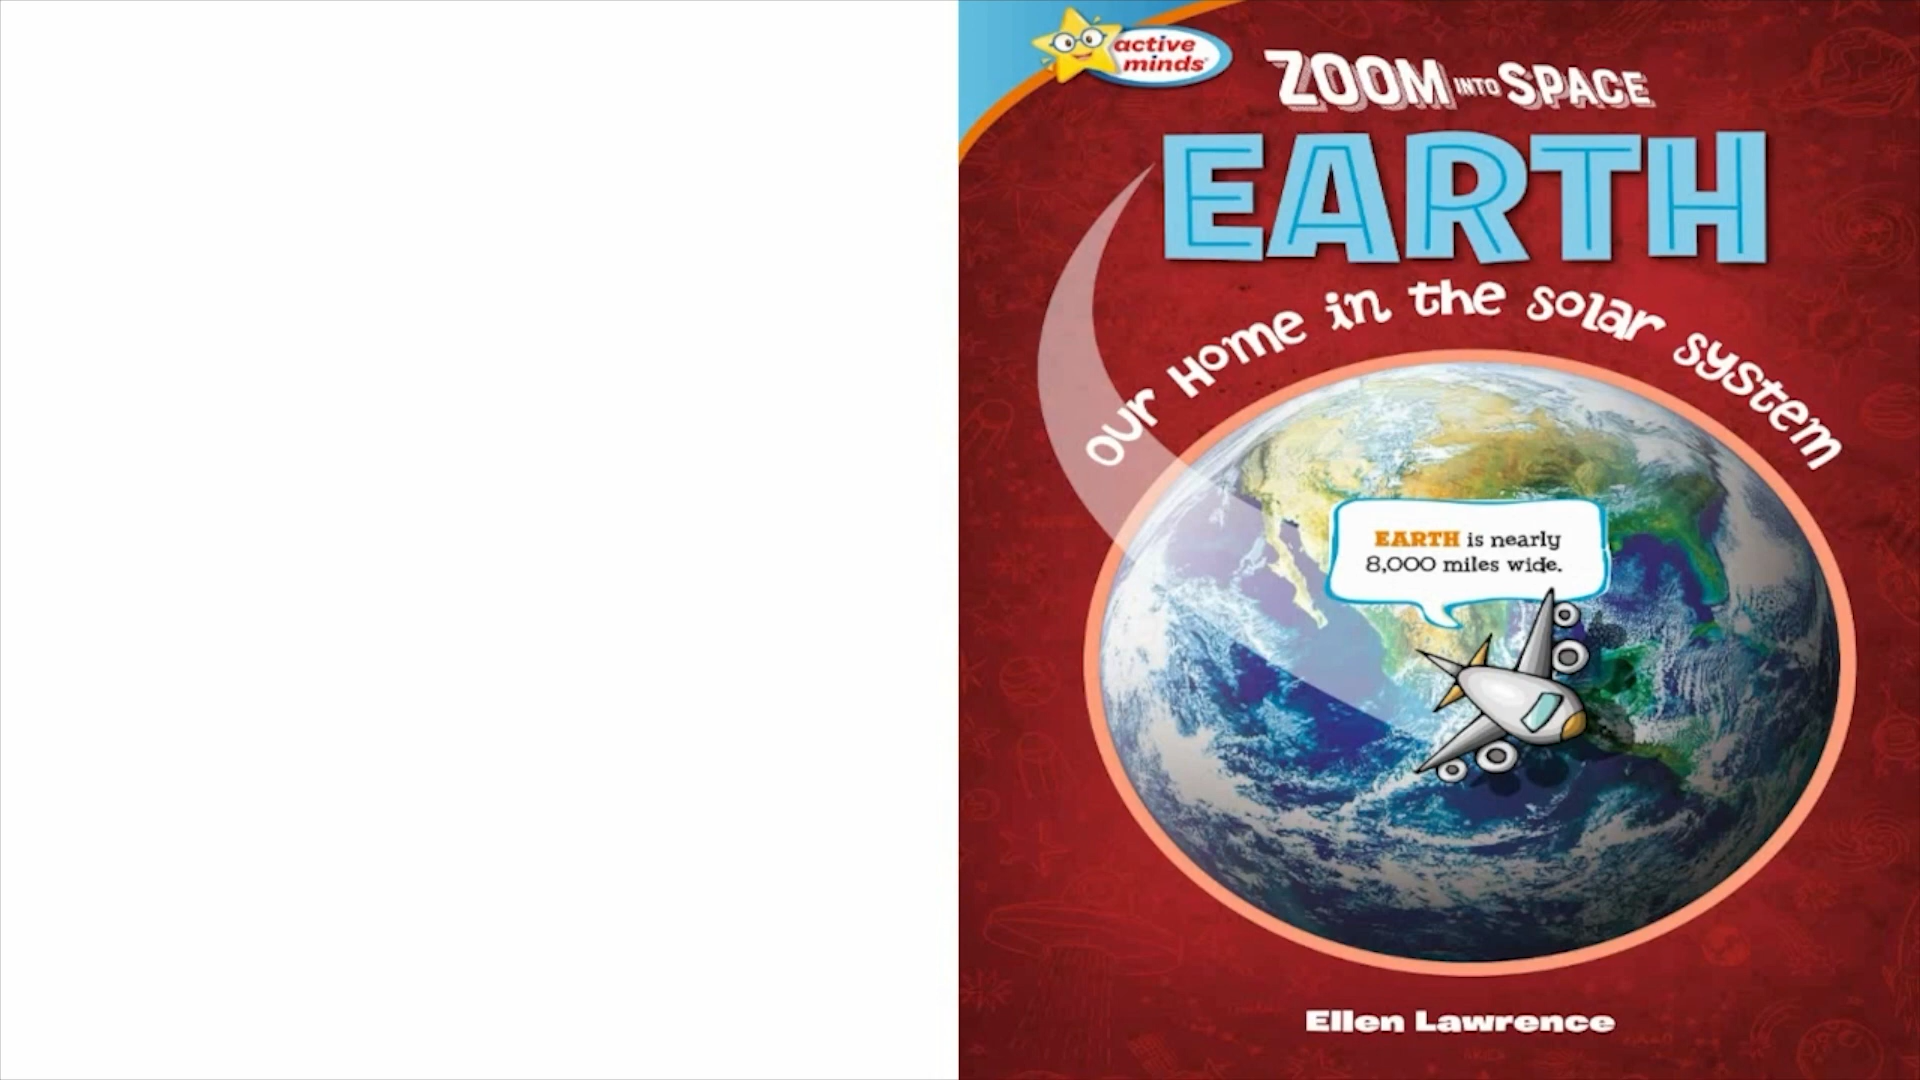 active
minds
ZOOM INTO SPACE
EARTH
our Home in the solar system
EARTH is nearly
8,000 miles wide.
Ellen Lawrence